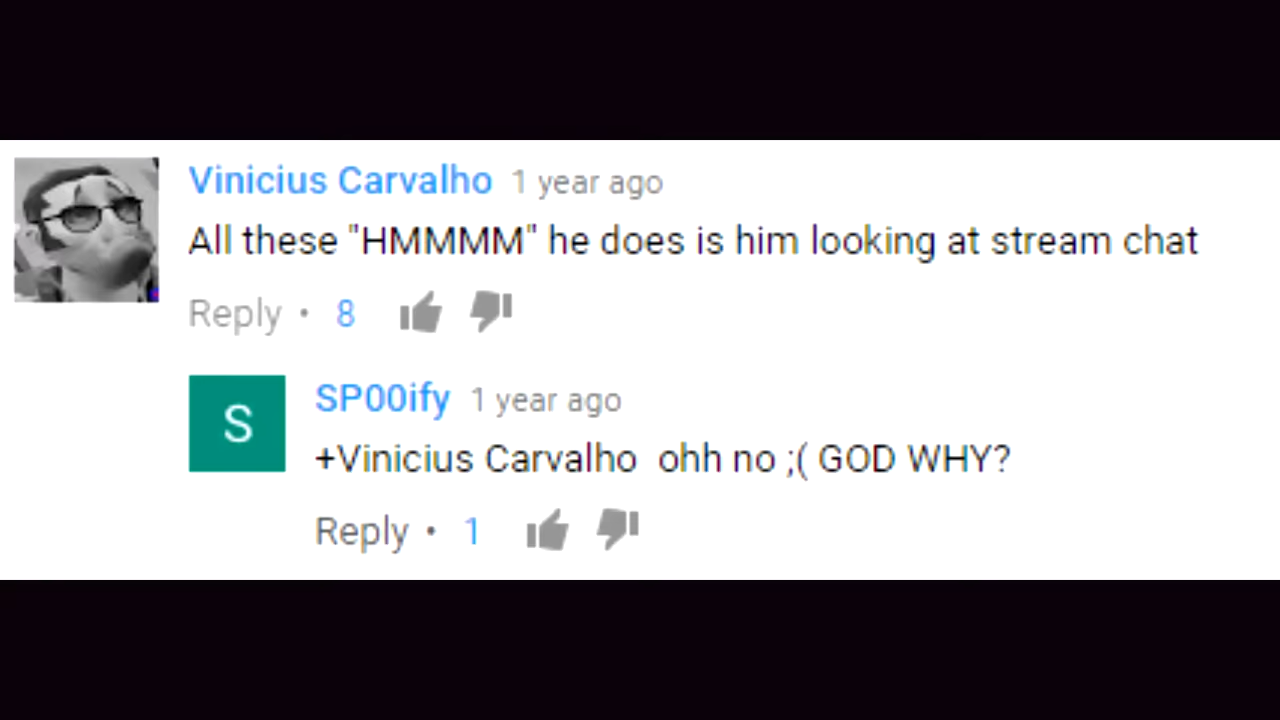 Vinicius Carvalho 1 year ago
All these "HMMMM" he does is him looking at stream chat
Reply • 8
S
SP00ify 1 year ago
+Vinicius Carvalho  ohh no ;( GOD WHY?
Reply • 1